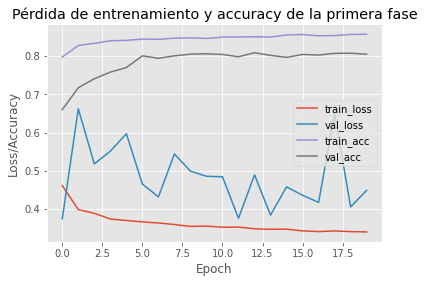 Pérdida de entrenamiento y accuracy de la primera fase
Loss/Accuracy
0.8
0.7
0.6
0.5
0.4
train_loss
val_loss
train_acc
val_acc
0.0
2.5
5.0
7.5
10.0
12.5
15.0
17.5
Epoch